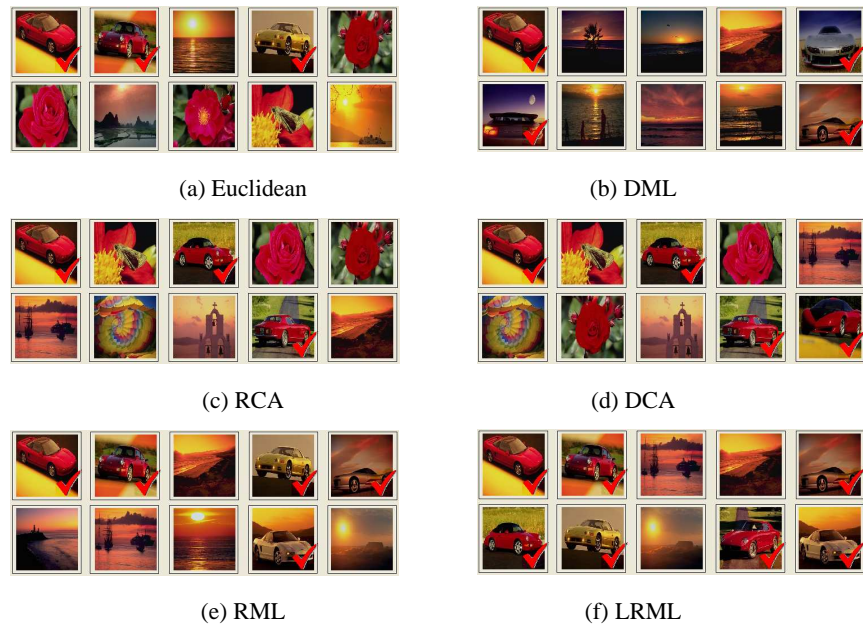 (a) Euclidean
(b) DML
(c) RCA
(d) DCA
(e) RML
(f) LRML